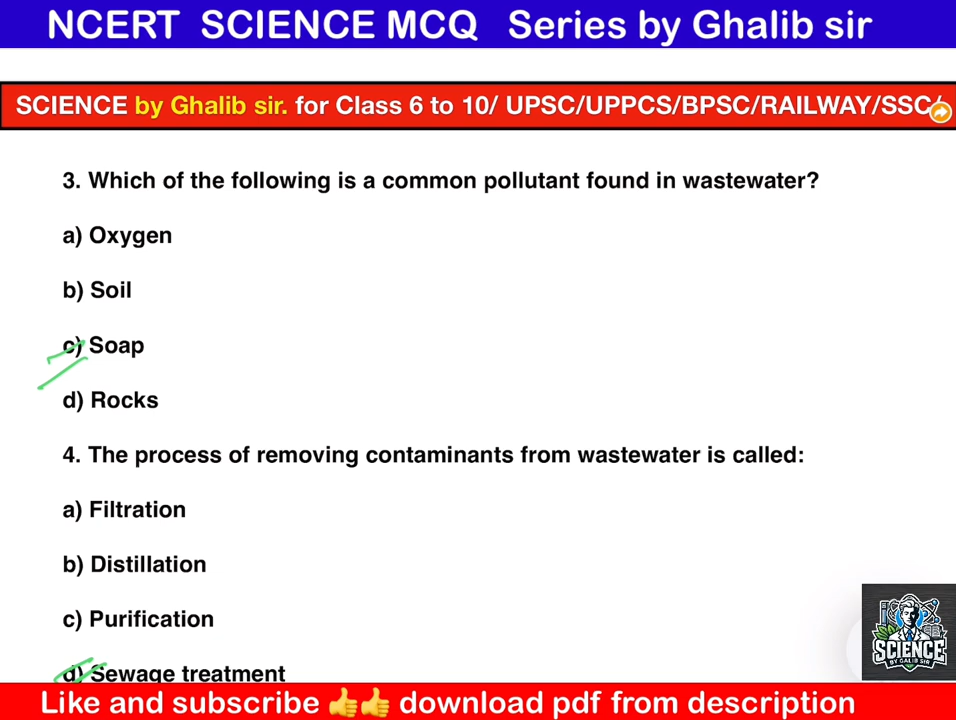 NCERT SCIENCE MCQ Series by Ghalib sir
SCIENCE by Ghalib sir. for Class 6 to 10/ UPSC/UPPCS/BPSC/RAILWAY/SSC/
3. Which of the following is a common pollutant found in wastewater?
a) Oxygen
b) Soil
c) Soap
d) Rocks
4. The process of removing contaminants from wastewater is called:
a) Filtration
b) Distillation
c) Purification
d) Sewage treatment
SCIENCE
BY GALIB SIR
Like and subscribe 👍👍 download pdf from description